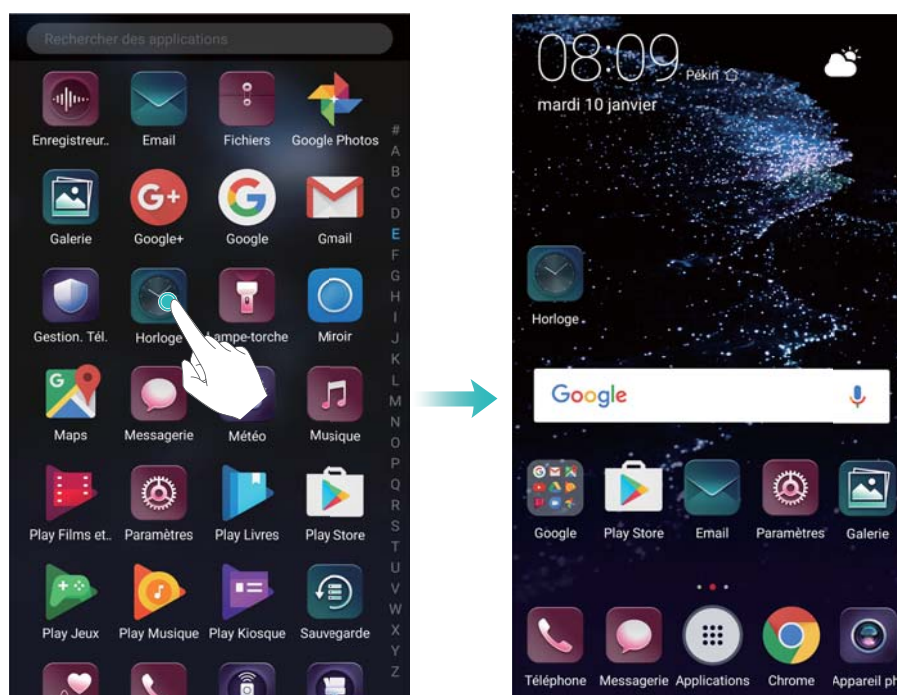 Rechercher des applications
Enregistreur.. Email Fichiers Google Photos
Galerie Google+ Google Gmail
Gestion. Tél. Horloge Lampe-torche Miroir
Maps Messagerie Météo Musique
Play Films et.. Paramètres Play Livres Play Store
Play Jeux Play Musique Play Kiosque Sauvegarde
#
A
B
C
D
E
F
G
H
I
J
K
L
M
N
O
P
Q
R
S
T
U
V
W
X
Y
Z
08:09 Pékin
mardi 10 janvier
Horloge
Google
Google Play Store Email Paramètres Galerie
Téléphone Messagerie Applications Chrome Appareil ph